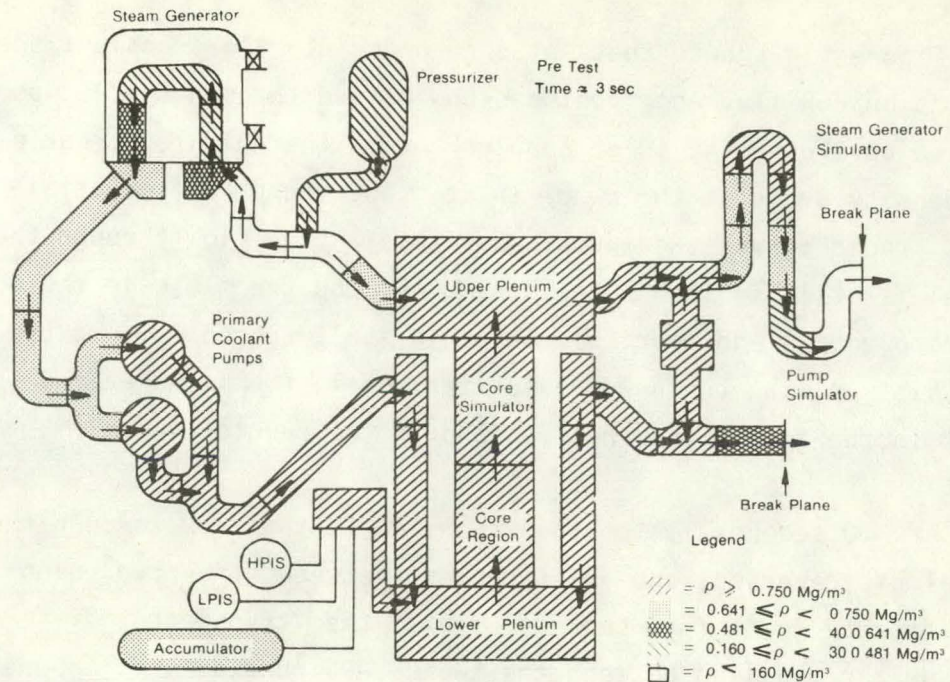 Steam Generator
Pressurizer
Pre Test
Time ≈ 3 sec
Steam Generator
Simulator
Break Plane
Upper Plenum
Primary
Coolant
Pumps
Core
Simulator
Pump
Simulator
Break Plane
Core
Region
HPIS
LPIS
Lower Plenum
Accumulator
Legend
= ρ ⩾ 0.750 Mg/m³
= 0.641 ⩽ ρ < 0 750 Mg/m³
= 0.481 ⩽ ρ < 40 0 641 Mg/m³
= 0.160 ⩽ ρ < 30 0 481 Mg/m³
= ρ < 160 Mg/m³